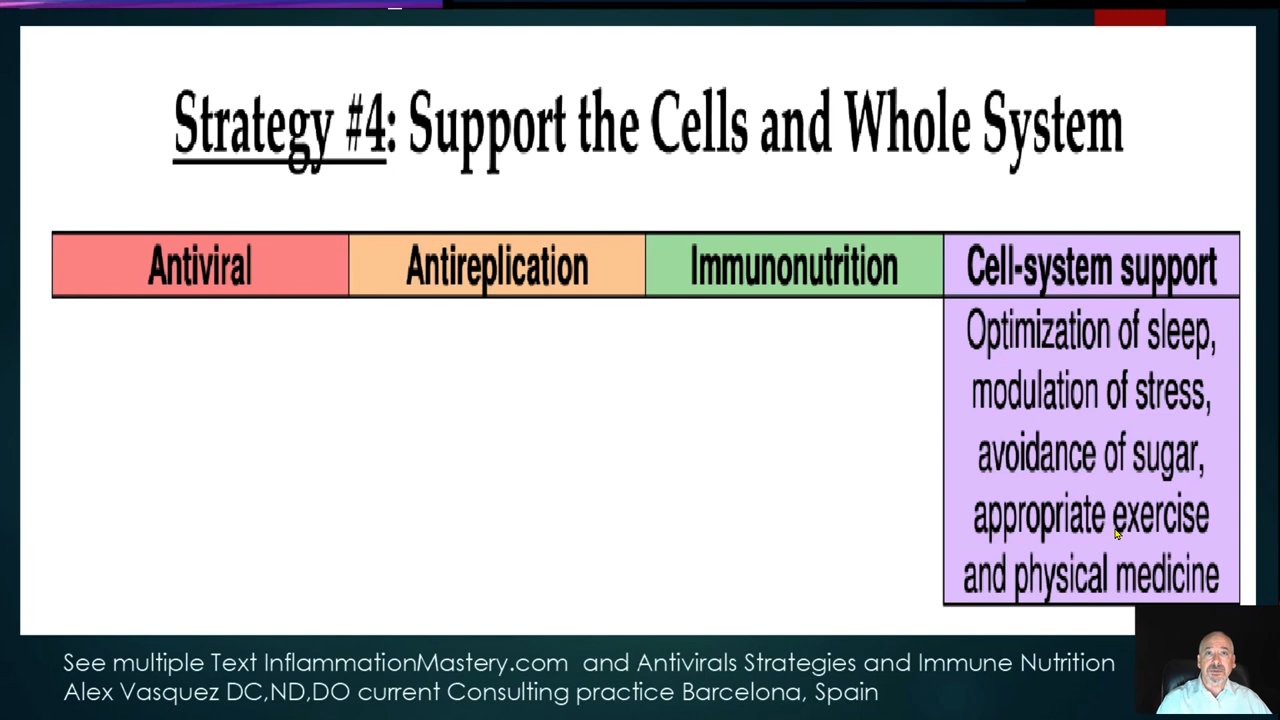 Strategy #4: Support the Cells and Whole System
Antiviral Antireplication Immunonutrition Cell-system support
Optimization of sleep,
modulation of stress,
avoidance of sugar,
appropriate exercise
and physical medicine
See multiple Text InflammationMastery.com and Antivirals Strategies and Immune Nutrition
Alex Vasquez DC,ND,DO current Consulting practice Barcelona, Spain